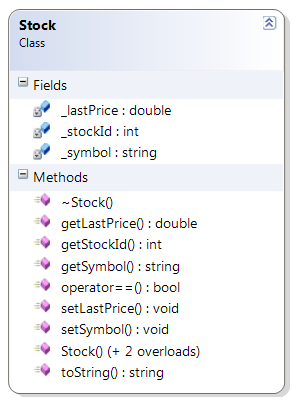 Stock
Class
Fields
_lastPrice : double
_stockId : int
_symbol : string
Methods
~Stock()
getLastPrice() : double
getStockId() : int
getSymbol() : string
operator==() : bool
setLastPrice() : void
setSymbol() : void
Stock() (+ 2 overloads)
toString() : string